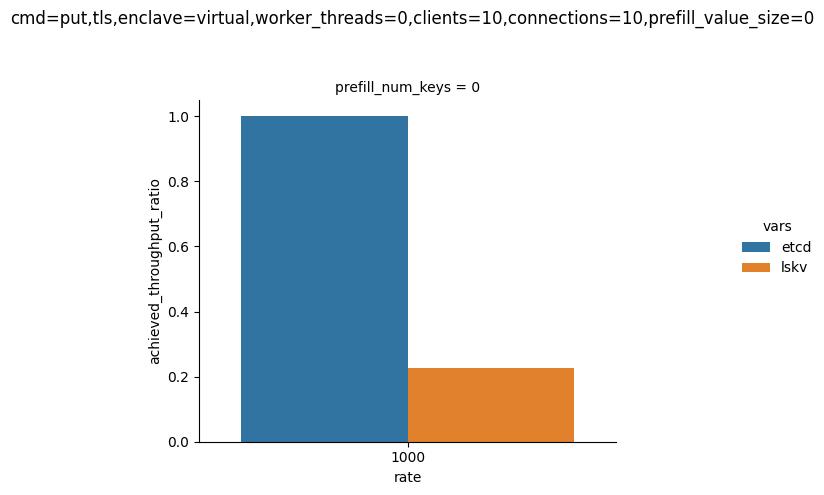 cmd=put,tls,enclave=virtual,worker_threads=0,clients=10,connections=10,prefill_value_size=0
prefill_num_keys = 0
1.0
0.8
0.6
0.4
0.2
0.0
achieved_throughput_ratio
1000
rate
vars
etcd
lskv